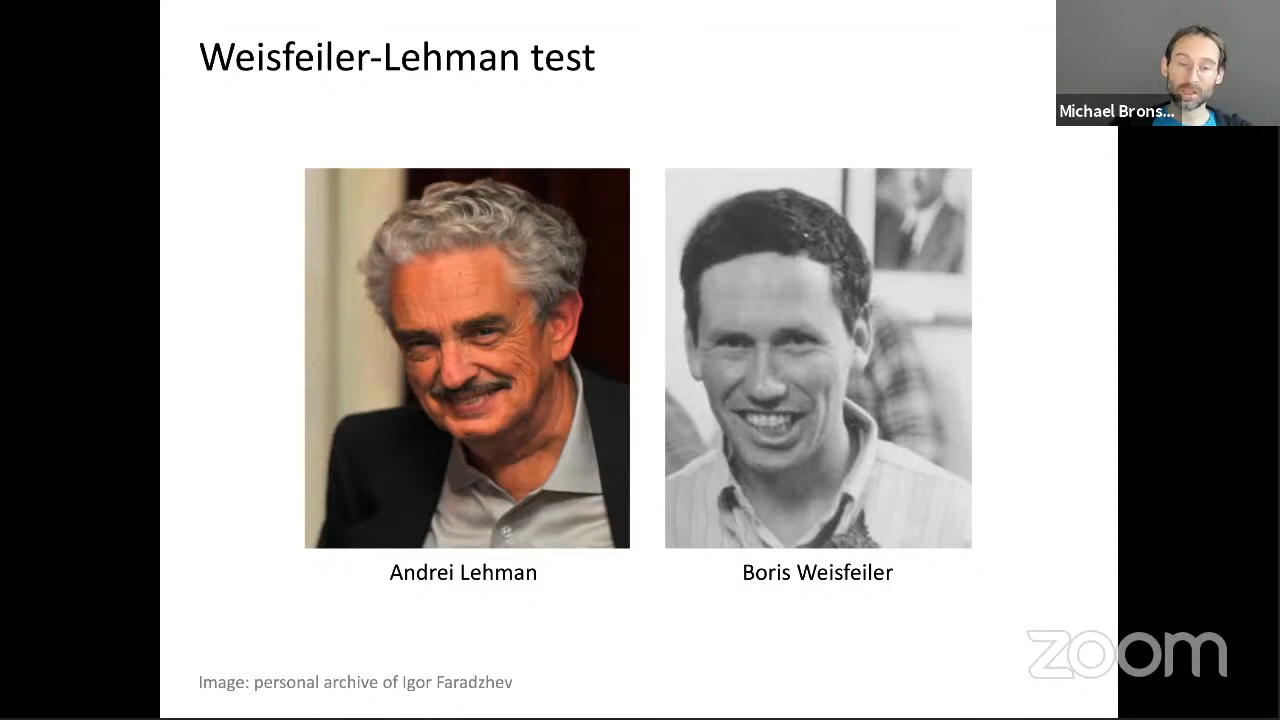 Weisfeiler-Lehman test
Michael Brons...
Andrei Lehman
Boris Weisfeiler
zoom
Image: personal archive of Igor Faradzhev